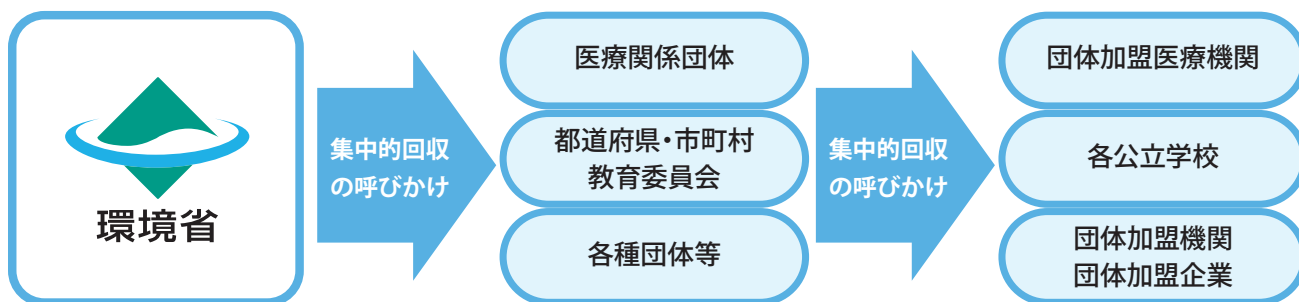 環境省
集中的回収
の呼びかけ
医療関係団体
都道府県・市町村
教育委員会
各種団体等
集中的回収
の呼びかけ
団体加盟医療機関
各公立学校
団体加盟機関
団体加盟企業